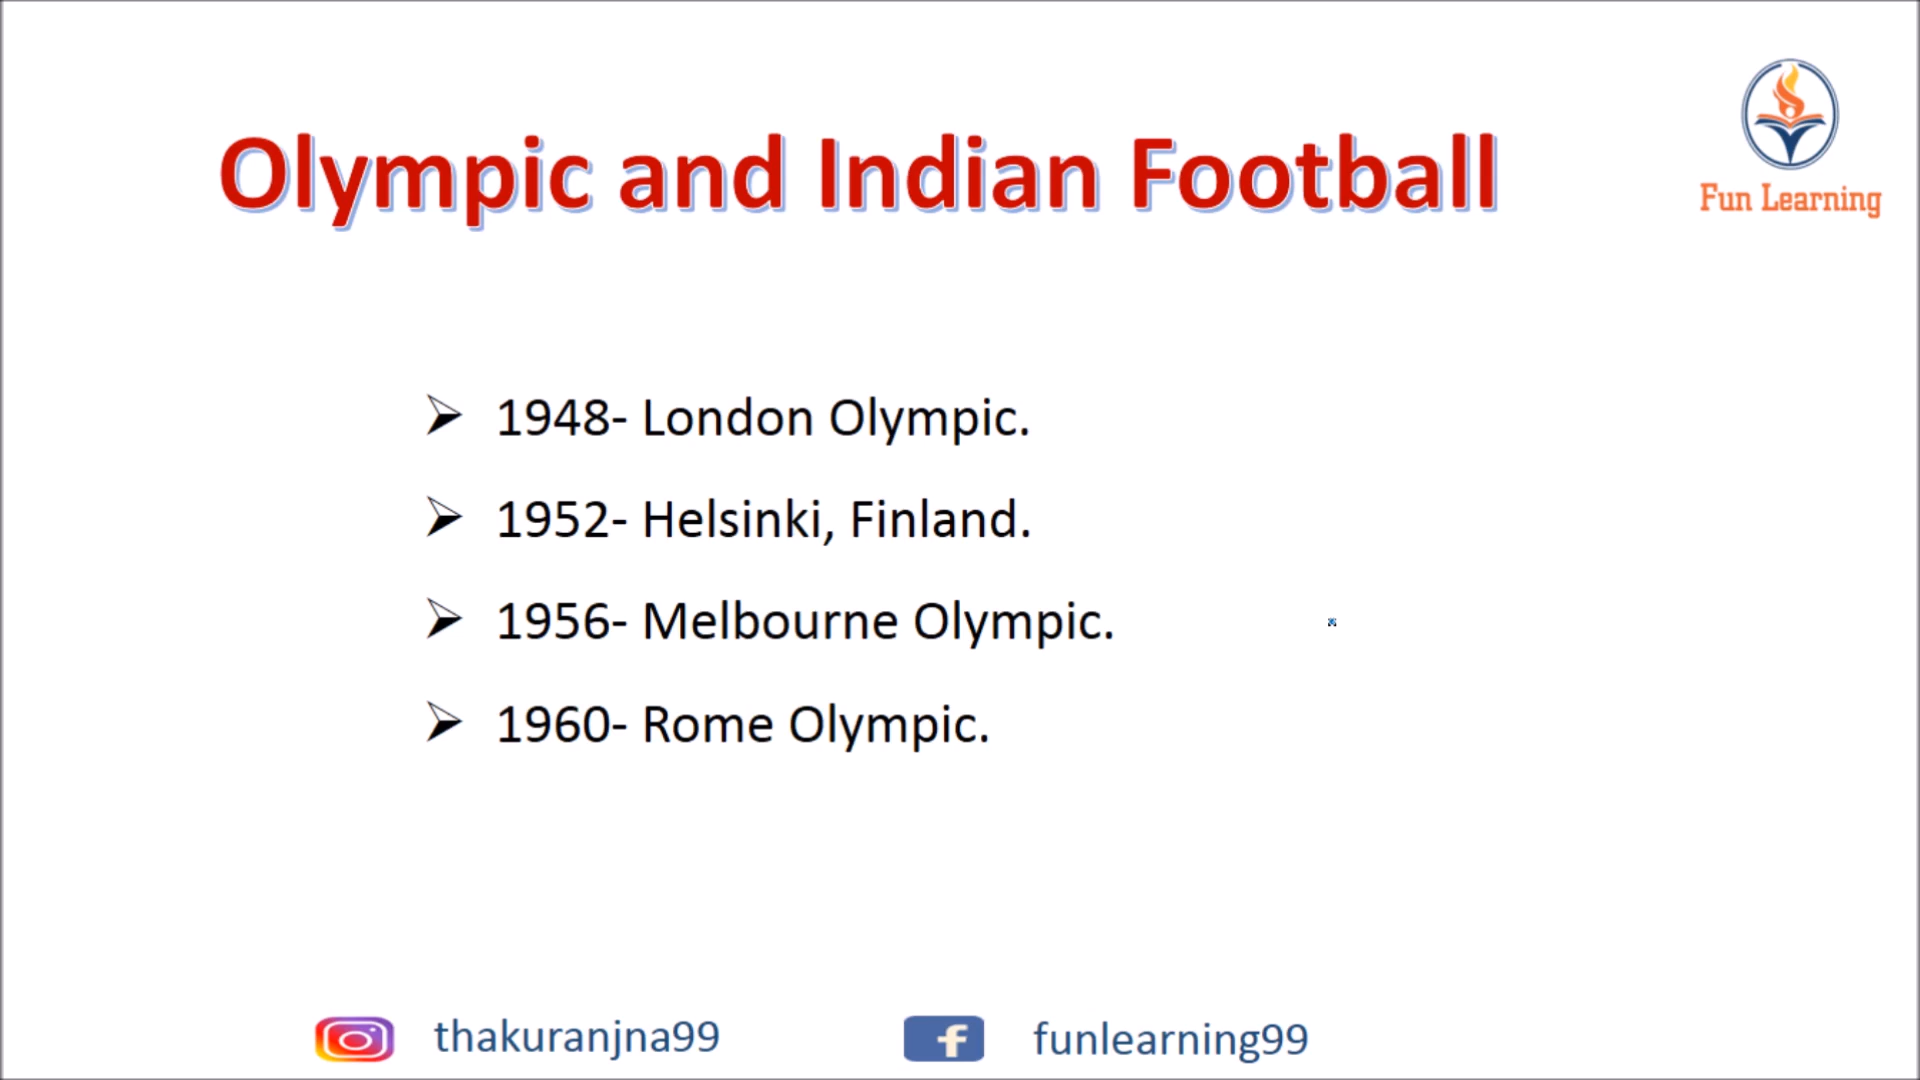 Olympic and Indian Football
Fun Learning
1948- London Olympic.
1952- Helsinki, Finland.
1956- Melbourne Olympic.
1960- Rome Olympic.
thakuranjna99
funlearning99